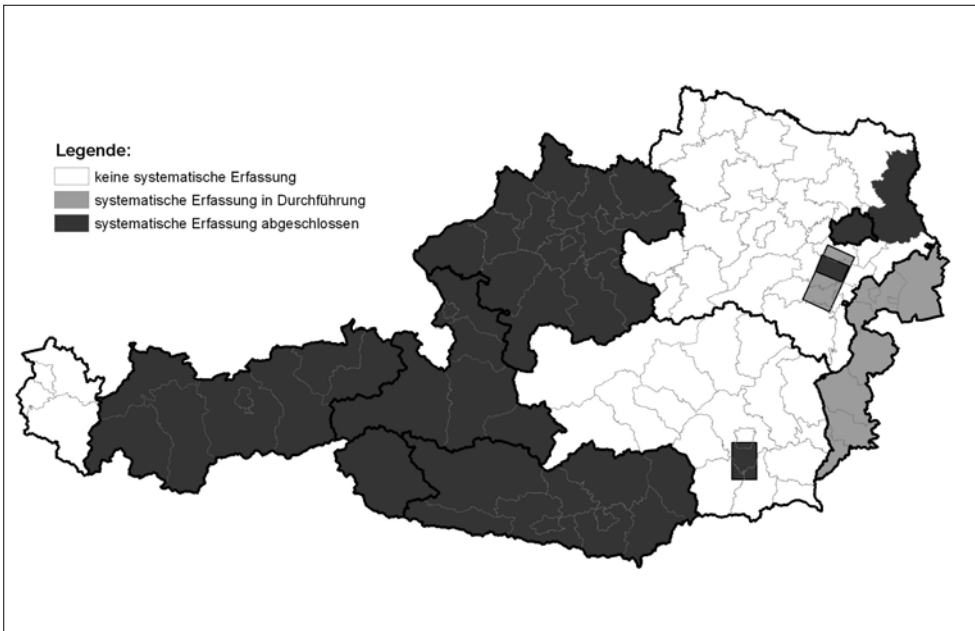 Legende:
keine systematische Erfassung
systematische Erfassung in Durchführung
systematische Erfassung abgeschlossen